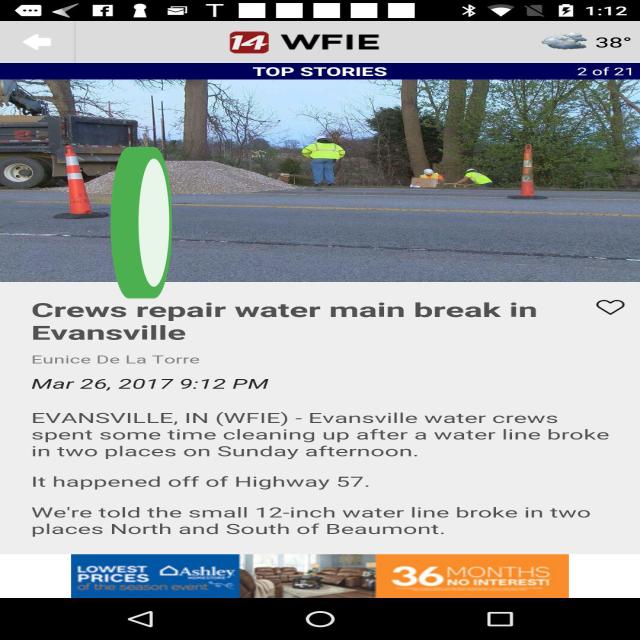 1:12
14 WFIE
38°
TOP STORIES
2 of 21
Crews repair water main break in
Evansville
Eunice De La Torre
Mar 26, 2017 9:12 PM
EVANSVILLE, IN (WFIE) - Evansville water crews
spent some time cleaning up after a water line broke
in two places on Sunday afternoon.
It happened off of Highway 57.
We're told the small 12-inch water line broke in two
places North and South of Beaumont.
LOWEST
PRICES
of the season event
Ashley
HOMESTORE
36 MONTHS
NO INTEREST!